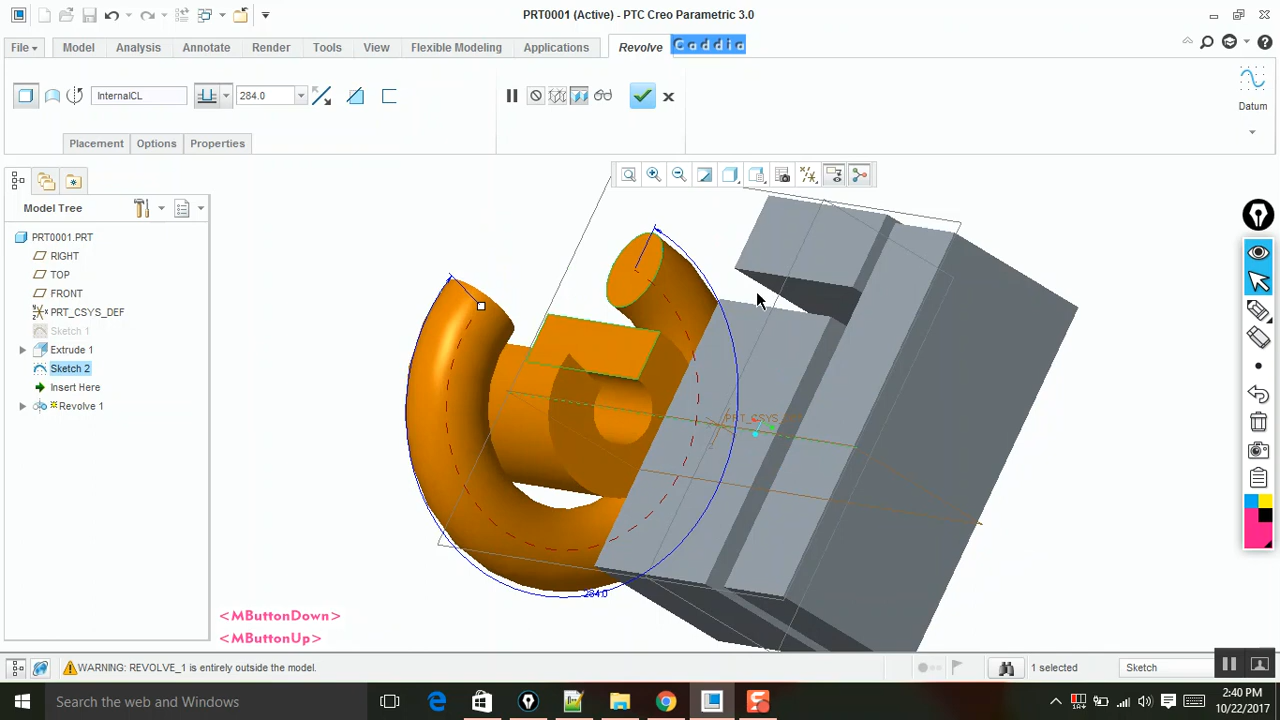 PRT0001 (Active) - PTC Creo Parametric 3.0
File
Model
Analysis
Annotate
Render
Tools
View
Flexible Modeling
Applications
Revolve
Caddia
InternalCL
284.0
Datum
Placement
Options
Properties
Model Tree
PRT0001.PRT
RIGHT
TOP
FRONT
PRT_CSYS_DEF
Sketch 1
Extrude 1
Sketch 2
Insert Here
Revolve 1
284.0
<MButtonDown>
<MButtonUp>
WARNING: REVOLVE_1 is entirely outside the model.
1 selected
Sketch
Search the web and Windows
2:40 PM
10/22/2017